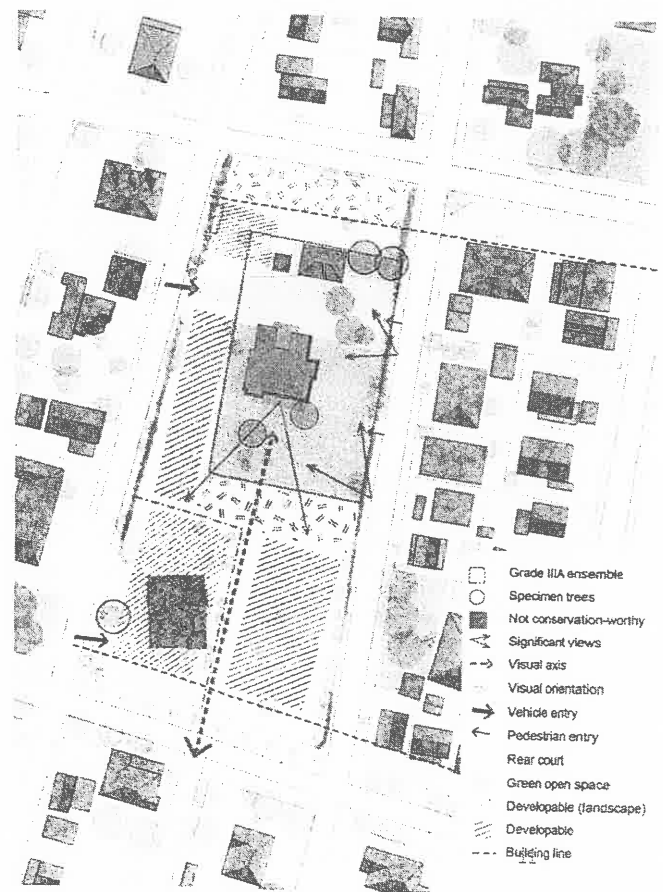 Grade IIIA ensemble
Specimen trees
Not conservation-worthy
Significant views
Visual axis
Visual orientation
Vehicle entry
Pedestrian entry
Rear court
Green open space
Developable (landscape)
Developable
Building line